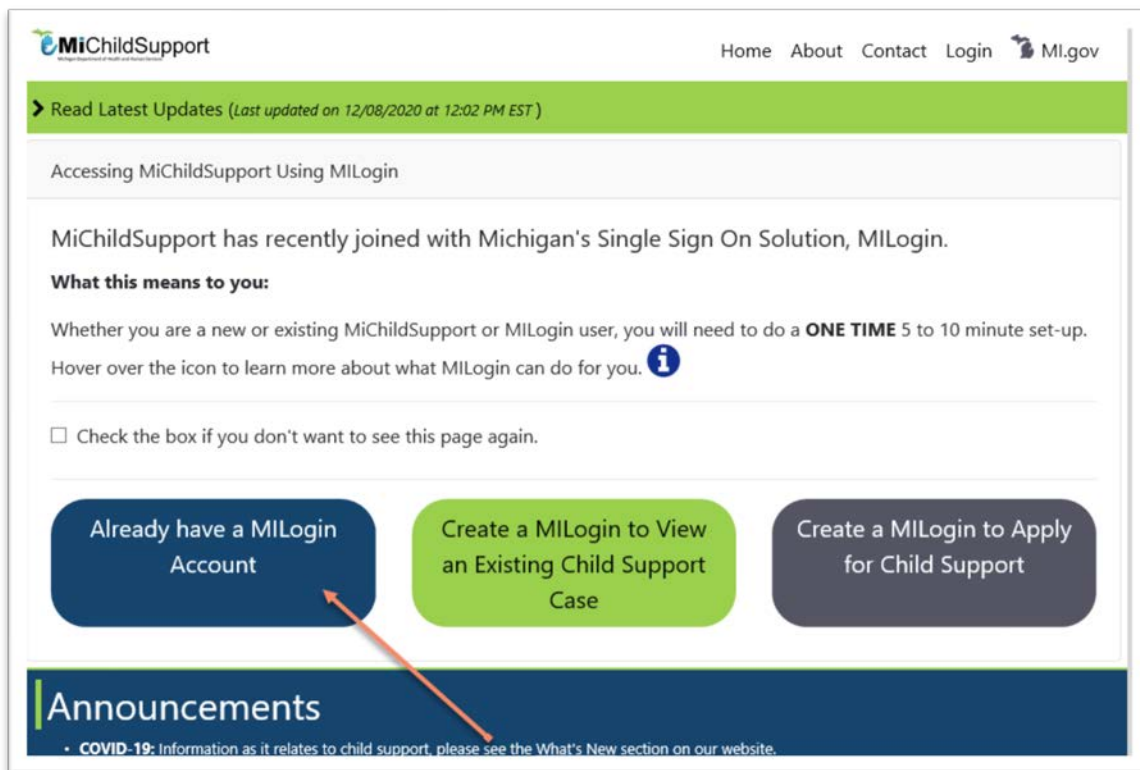 MiChildSupport
Home About Contact Login MI.gov
Read Latest Updates (Last updated on 12/08/2020 at 12:02 PM EST)
Accessing MiChildSupport Using MILogin
MiChildSupport has recently joined with Michigan's Single Sign On Solution, MILogin.
What this means to you:
Whether you are a new or existing MiChildSupport or MILogin user, you will need to do a ONE TIME 5 to 10 minute set-up.
Hover over the icon to learn more about what MILogin can do for you.
Check the box if you don't want to see this page again.
Already have a MILogin
Account
Create a MILogin to View
an Existing Child Support
Case
Create a MILogin to Apply
for Child Support
Announcements
• COVID-19: Information as it relates to child support, please see the What's New section on our website.